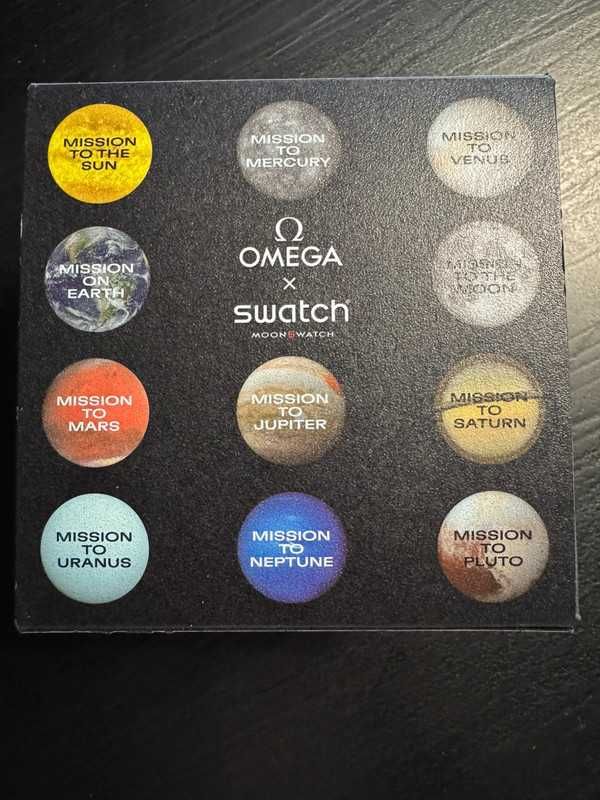 MISSION
TO THE
SUN
MISSION
TO
MERCURY
MISSION
TO
VENUS
MISSION
ON
EARTH
Ω
OMEGA
×
swatch®
MOONSWATCH
MISSION
TO THE
MOON
MISSION
TO
MARS
MISSION
TO
JUPITER
MISSION
TO
SATURN
MISSION
TO
URANUS
MISSION
TO
NEPTUNE
MISSION
TO
PLUTO